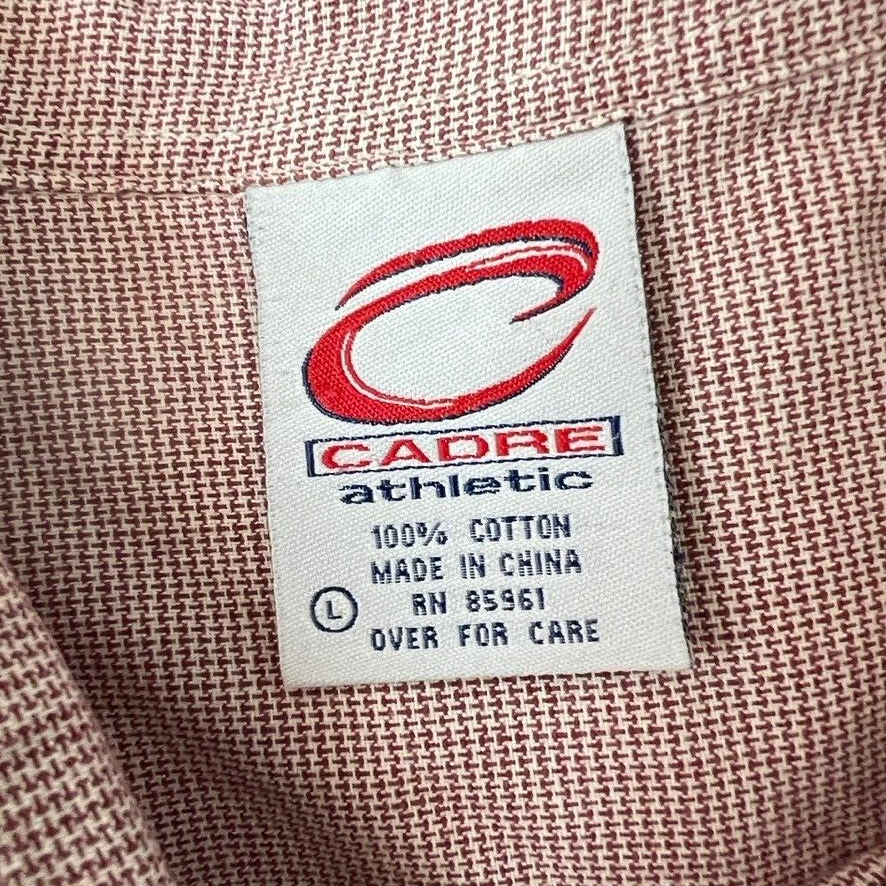 CADRE
athletic
100% COTTON
MADE IN CHINA
L RN 85961
OVER FOR CARE